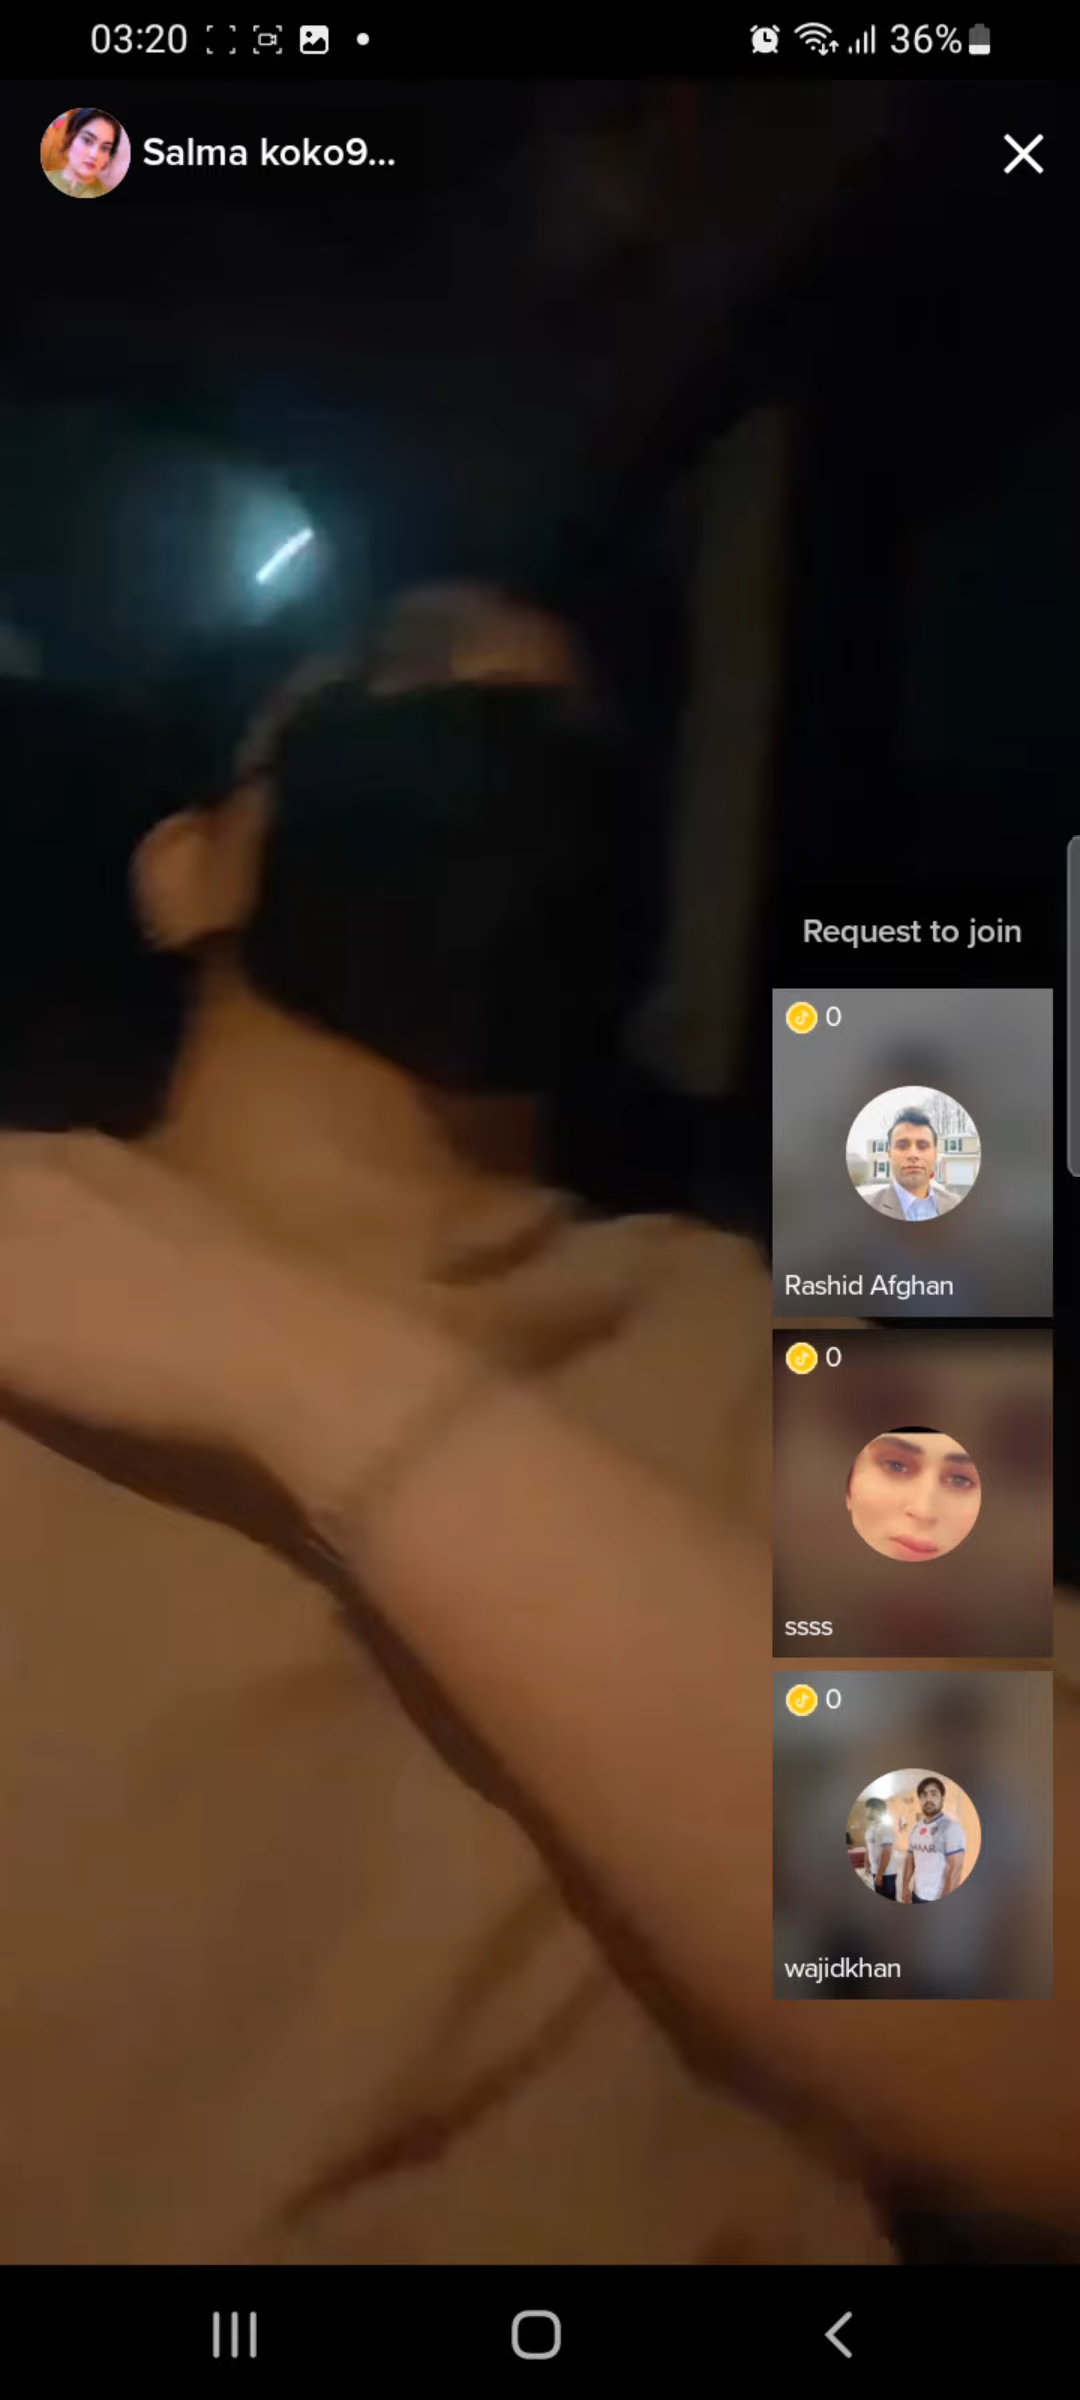 03:20
36%
Salma koko9...
Request to join
0
Rashid Afghan
0
ssss
0
wajidkhan